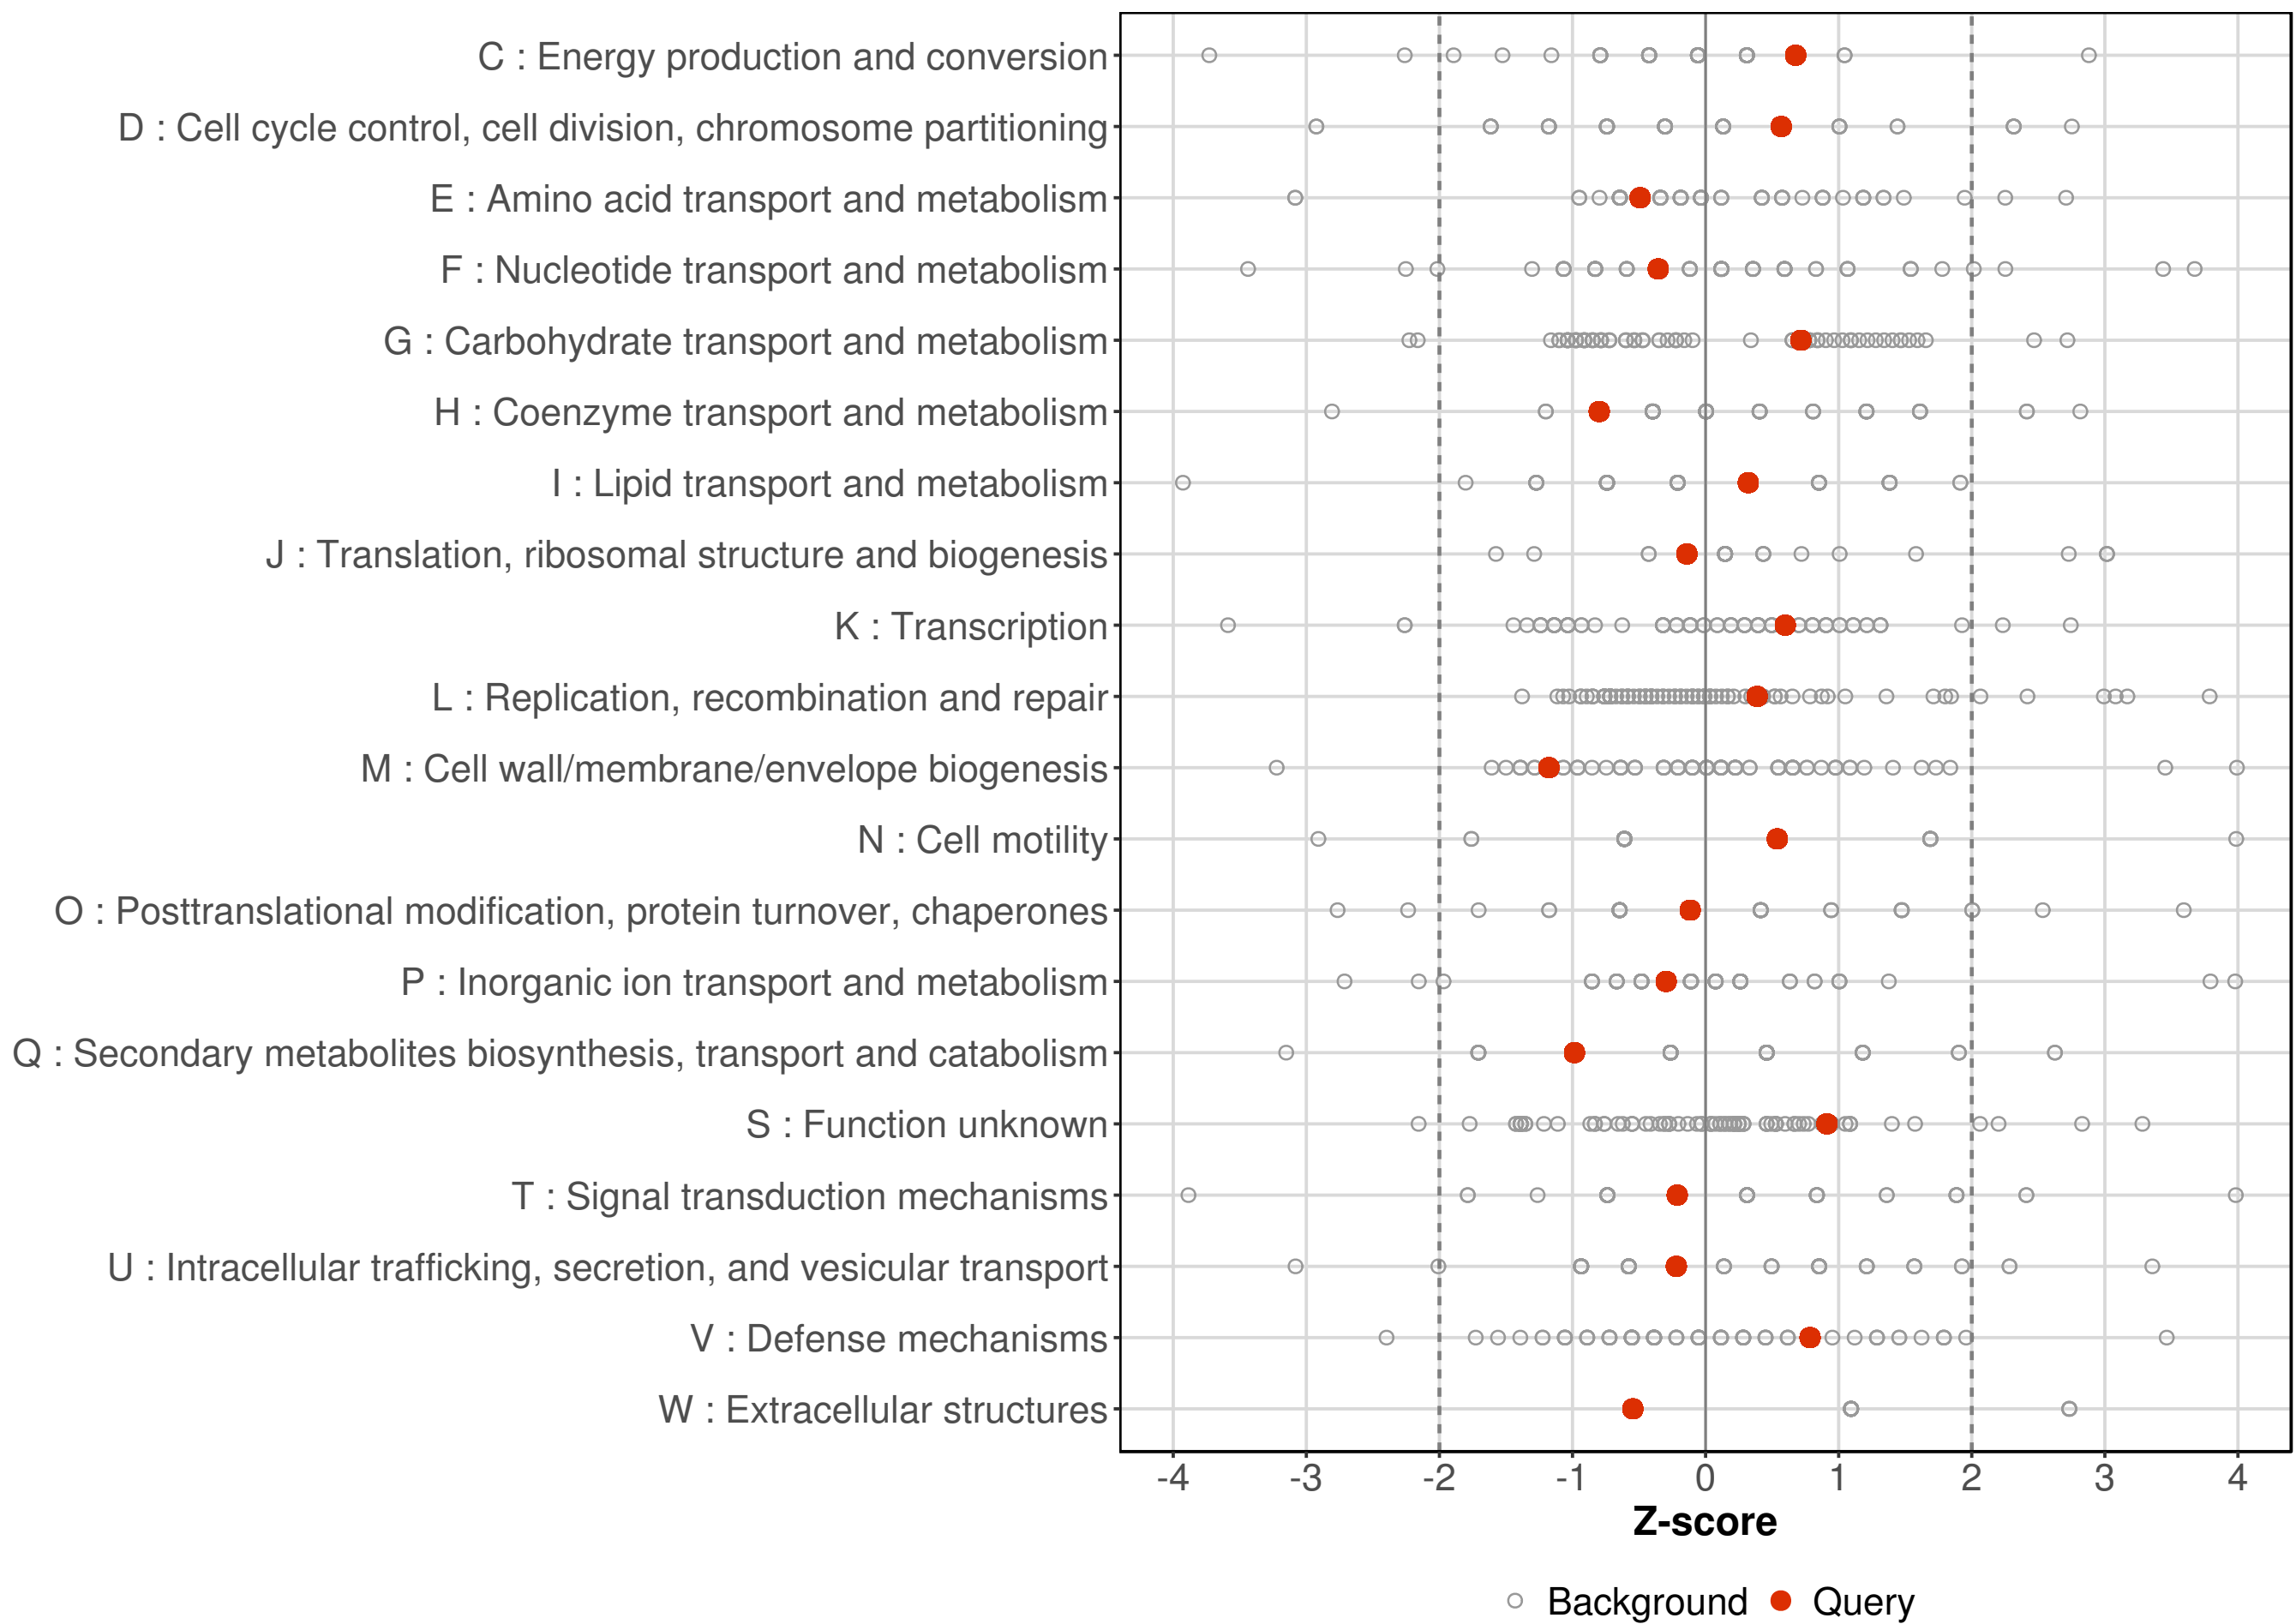 C : Energy production and conversion
D : Cell cycle control, cell division, chromosome partitioning
E : Amino acid transport and metabolism
F : Nucleotide transport and metabolism
G : Carbohydrate transport and metabolism
H : Coenzyme transport and metabolism
I : Lipid transport and metabolism
J : Translation, ribosomal structure and biogenesis
K : Transcription
L : Replication, recombination and repair
M : Cell wall/membrane/envelope biogenesis
N : Cell motility
O : Posttranslational modification, protein turnover, chaperones
P : Inorganic ion transport and metabolism
Q : Secondary metabolites biosynthesis, transport and catabolism
S : Function unknown
T : Signal transduction mechanisms
U : Intracellular trafficking, secretion, and vesicular transport
V : Defense mechanisms
W : Extracellular structures
-4 -3 -2 -1 0 1 2 3 4
Z-score
Background Query